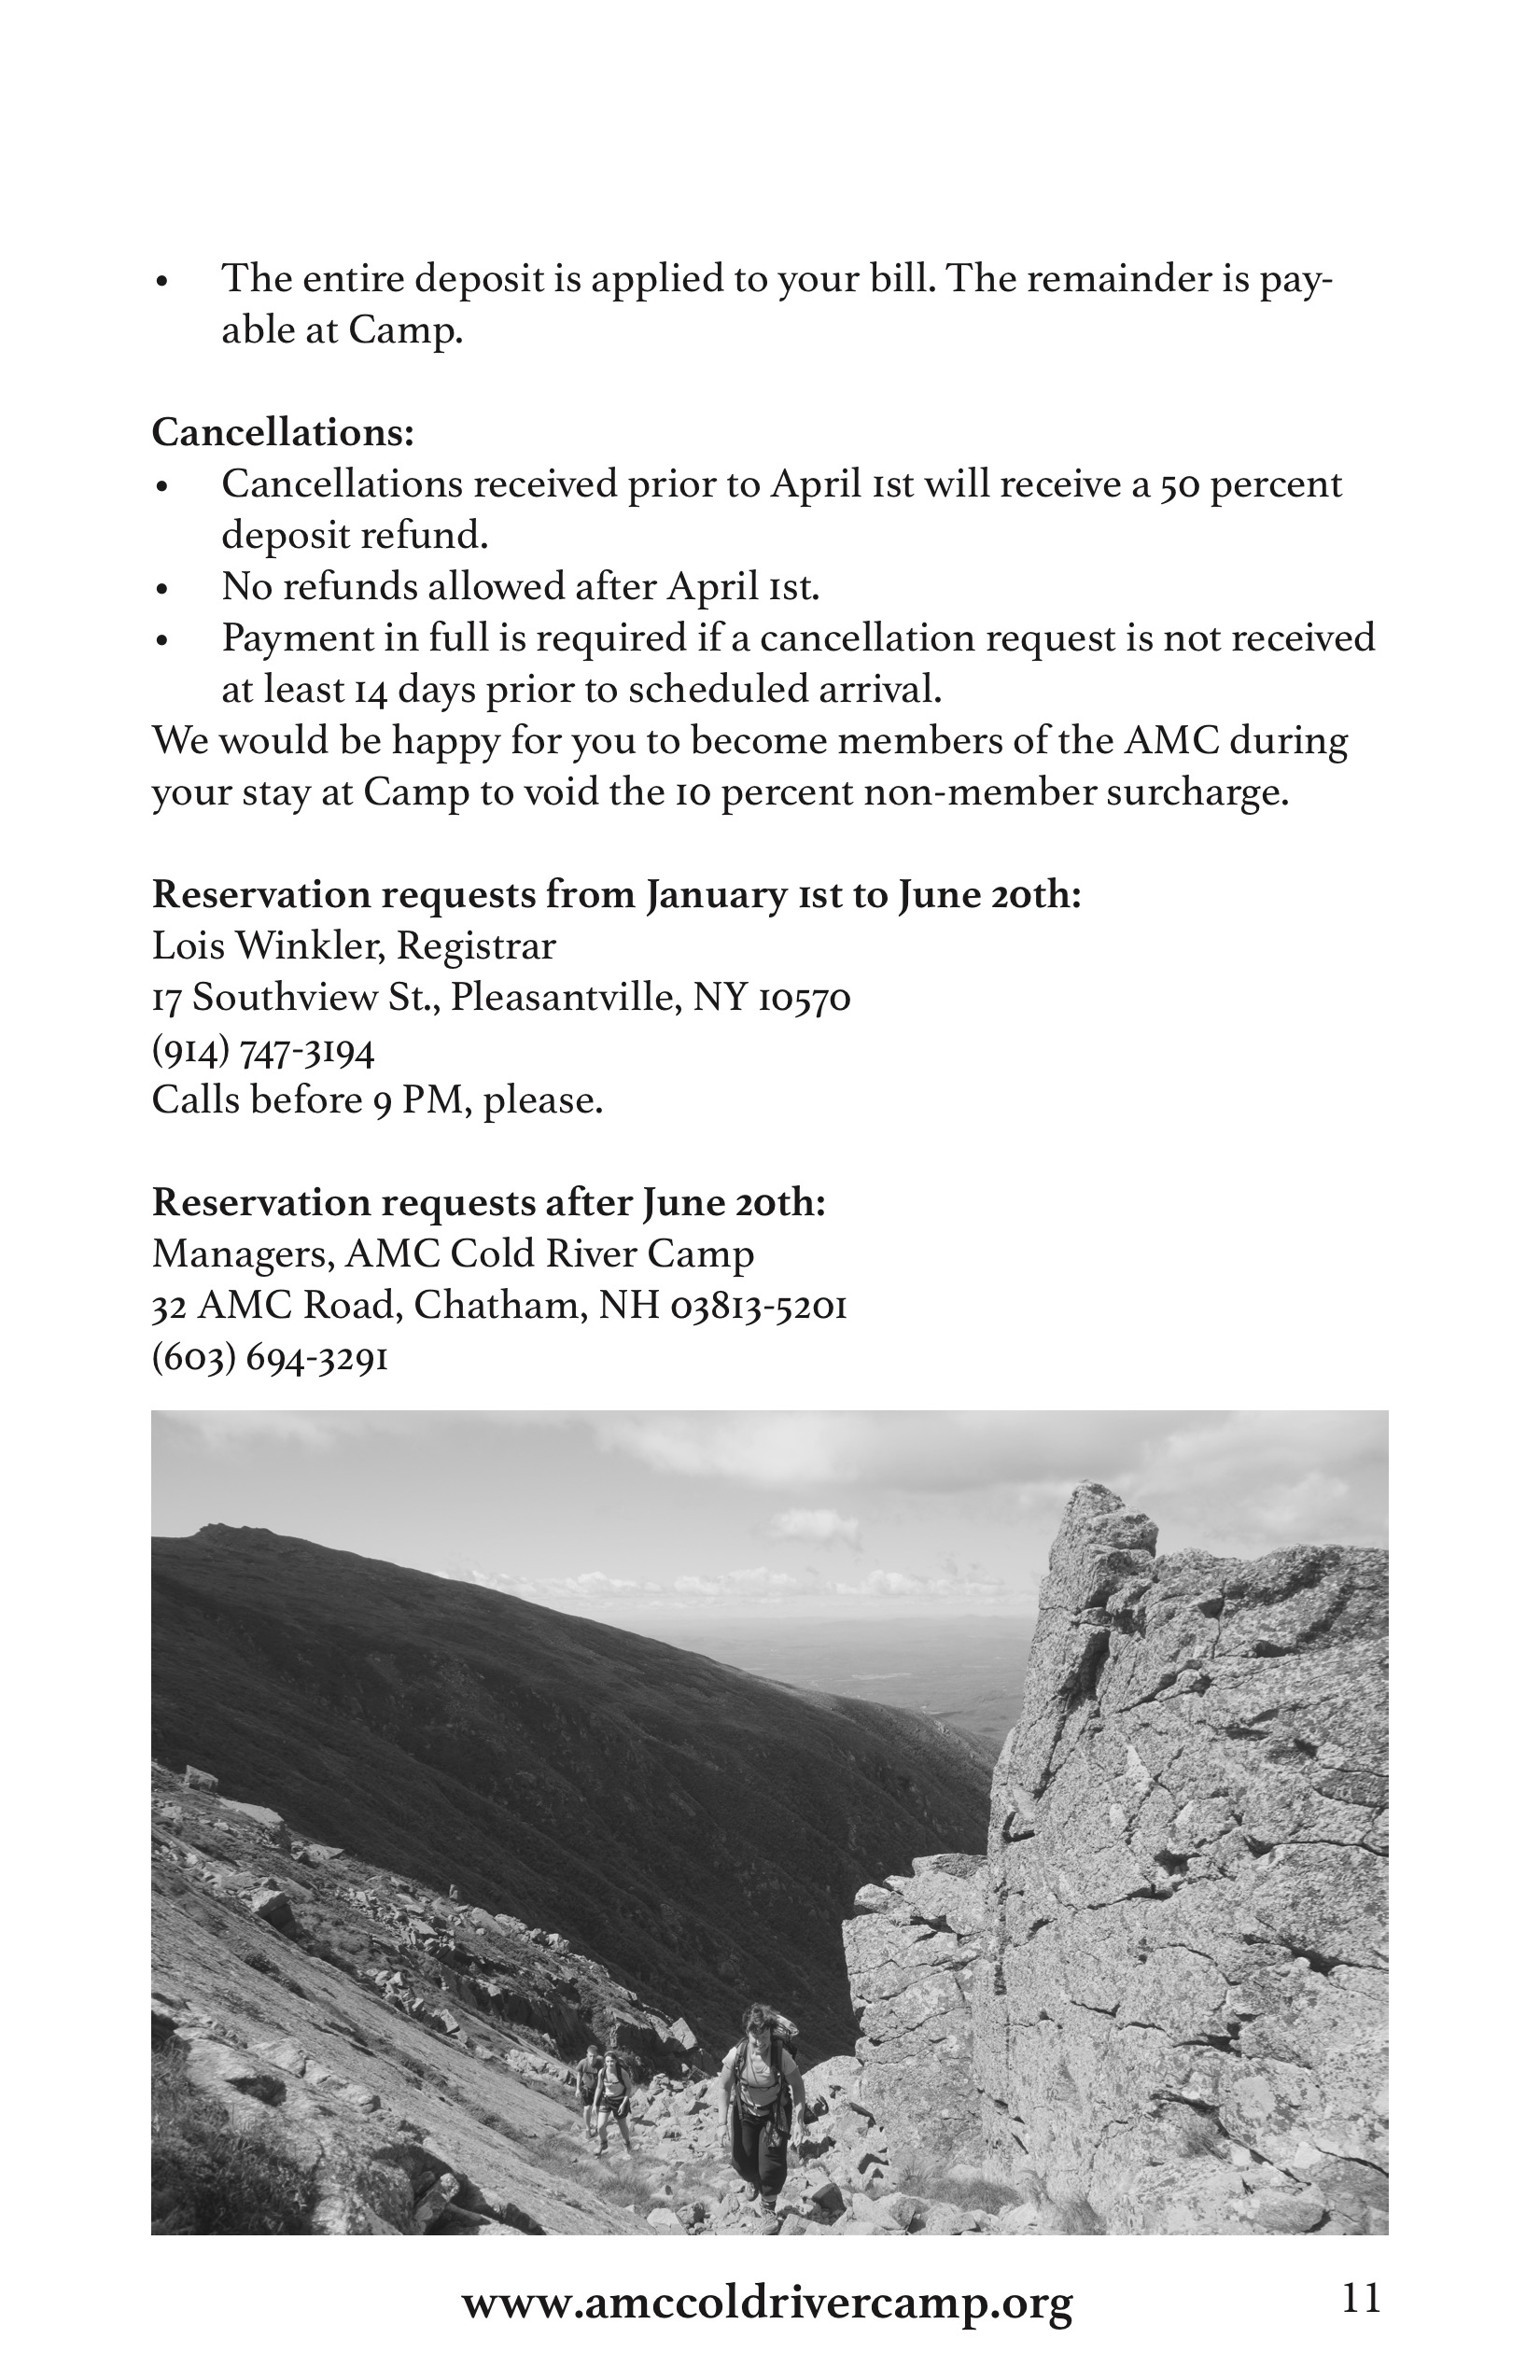 • The entire deposit is applied to your bill. The remainder is pay-
able at Camp.
Cancellations:
• Cancellations received prior to April 1st will receive a 50 percent
deposit refund.
• No refunds allowed after April 1st.
• Payment in full is required if a cancellation request is not received
at least 14 days prior to scheduled arrival.
We would be happy for you to become members of the AMC during
your stay at Camp to void the 10 percent non-member surcharge.
Reservation requests from January 1st to June 20th:
Lois Winkler, Registrar
17 Southview St., Pleasantville, NY 10570
(914) 747-3194
Calls before 9 PM, please.
Reservation requests after June 20th:
Managers, AMC Cold River Camp
32 AMC Road, Chatham, NH 03813-5201
(603) 694-3291
www.amccoldrivercamp.org 11